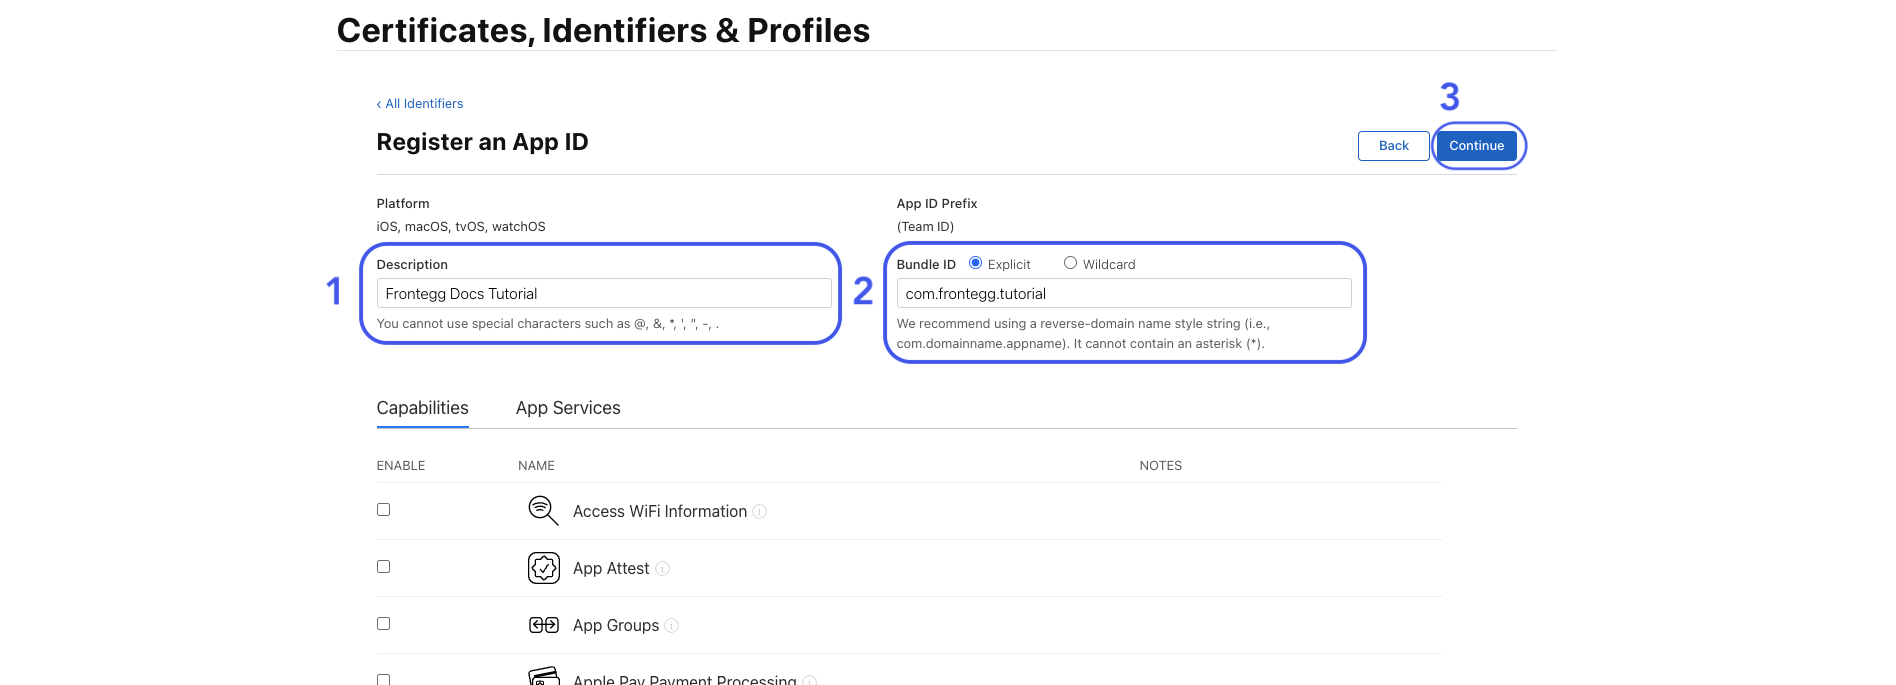 Certificates, Identifiers & Profiles
‹ All Identifiers
3
Register an App ID
Back
Continue
Platform
App ID Prefix
iOS, macOS, tvOS, watchOS
(Team ID)
1
Description
2
Bundle ID Explicit Wildcard
Frontegg Docs Tutorial
com.frontegg.tutorial
You cannot use special characters such as @, &, *, ', ", -, .
We recommend using a reverse-domain name style string (i.e.,
com.domainname.appname). It cannot contain an asterisk (*).
Capabilities
App Services
ENABLE
NAME
NOTES
Access WiFi Information
App Attest
App Groups
Apple Pay Payment Processing